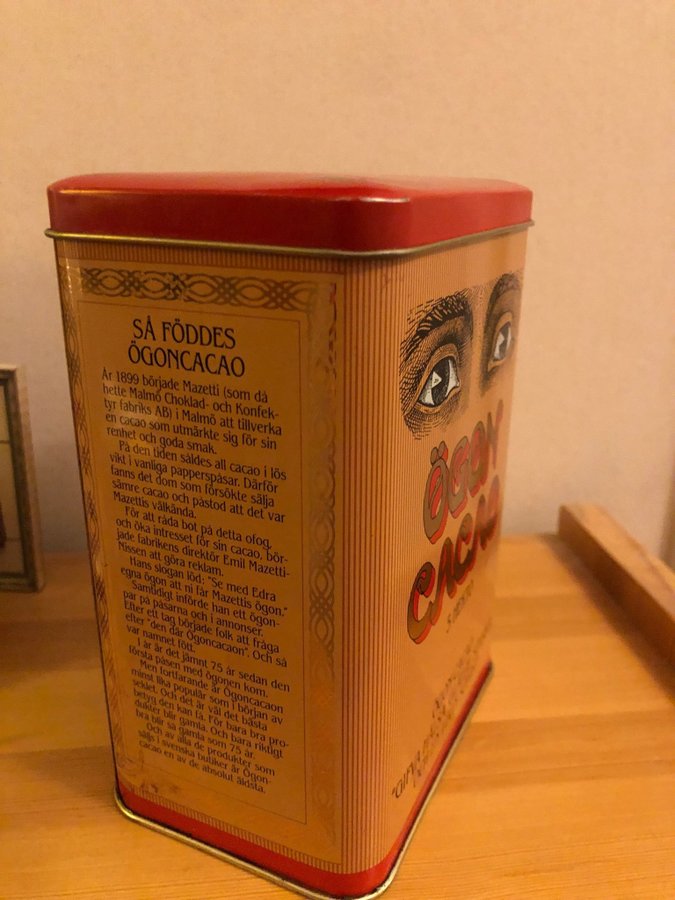 SÅ FÖDDES
ÖGONCACAO
År 1899 började Mazetti (som då
hette Malmö Choklad- och Konfek-
tyr fabriks AB) i Malmö att tillverka
en cacao som utmärkte sig för sin
renhet och goda smak.
På den tiden såldes all cacao i lös
vikt i vanliga papperspåsar. Därför
fanns det dom som försökte sälja
sämre cacao och påstod att det var
Mazettis välkända.
För att råda bot på detta ofog,
och öka intresset för sin cacao, bör-
jade fabrikens direktör Emil Mazetti-
Nissen att göra reklam.
Hans slogan löd: "Se med Edra
egna ögon att ni får Mazettis ögon."
Samtidigt införde han ett ögon-
par på påsarna och i annonser.
Efter ett tag började folk att fråga
efter "den där Ögoncacaon". Och så
var namnet fött.
I år är det jämnt 75 år sedan den
första påsen med ögonen kom.
Men fortfarande är Ögoncacaon
minst lika populär som i början av
seklet. Och det är väl det bästa
betyg den kan få. För bara bra pro-
dukter blir gamla. Och bara riktigt
bra blir så gamla som 75 år.
Och av alla de produkter som
säljs i svenska butiker är Ögon-
cacao en av de absolut äldsta.
ÖGON
CACAO